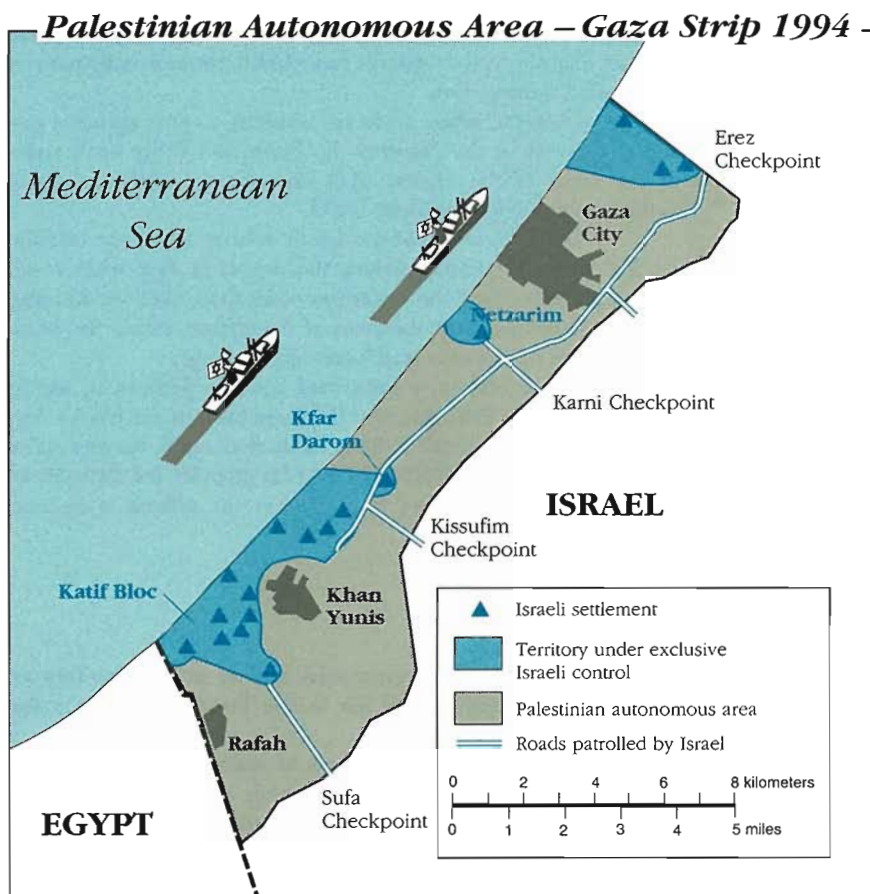 Palestinian Autonomous Area – Gaza Strip 1994 -
Mediterranean
Sea
Erez
Checkpoint
Gaza
City
Netzarim
Karni Checkpoint
Kfar
Darom
ISRAEL
Kissufim
Checkpoint
Katif Bloc
Khan
Yunis
Rafah
Sufa
Checkpoint
EGYPT
Israeli settlement
Territory under exclusive
Israeli control
Palestinian autonomous area
Roads patrolled by Israel
0 2 4 6 8 kilometers
0 1 2 3 4 5 miles